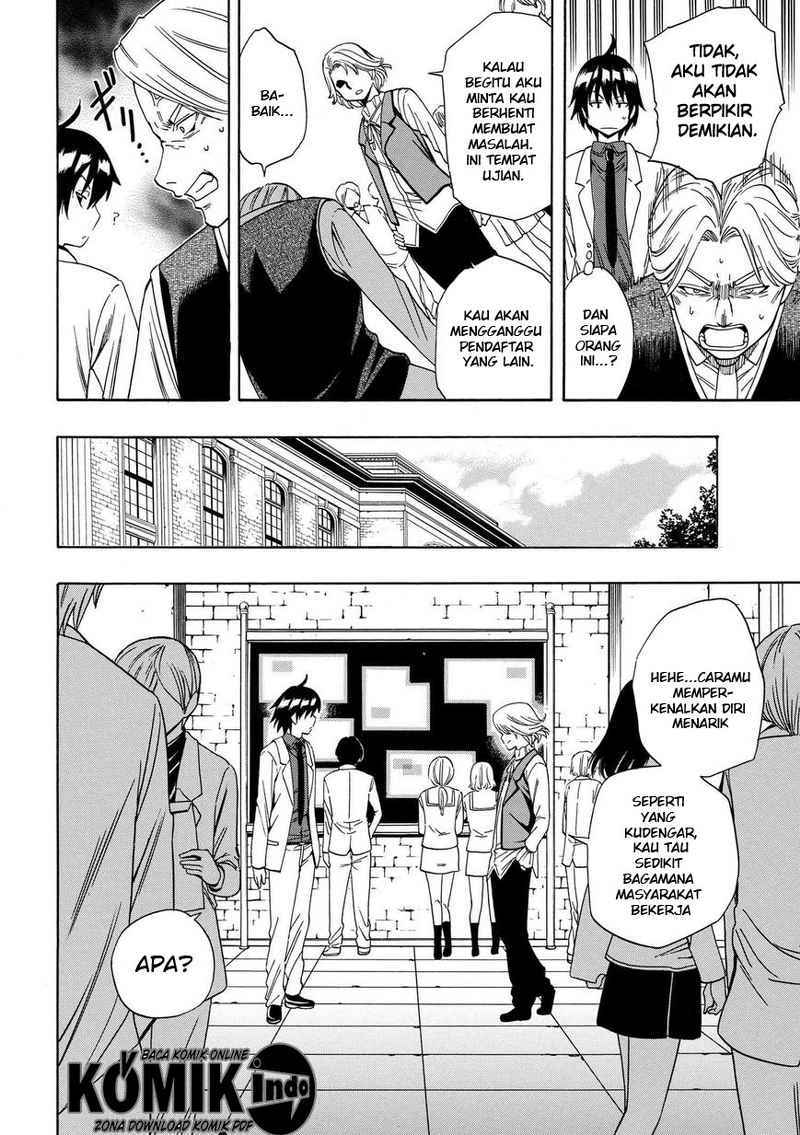 TIDAK,
AKU TIDAK
AKAN
BERPIKIR
DEMIKIAN.
DAN
SIAPA
ORANG
INI...?
KALAU
BEGITU AKU
MINTA KAU
BERHENTI
MEMBUAT
MASALAH.
INI TEMPAT
UJIAN.
KAU AKAN
MENGGANGGU
PENDAFTAR
YANG LAIN.
BA-
BAIK...
?
HEHE...CARAMU
MEMPER-
KENALKAN DIRI
MENARIK
SEPERTI
YANG
KUDENGAR,
KAU TAU
SEDIKIT
BAGAMANA
MASYARAKAT
BEKERJA
APA?
BACA KOMIK ONLINE
KOMIK indo
ZONA DOWNLOAD KOMIK PDF